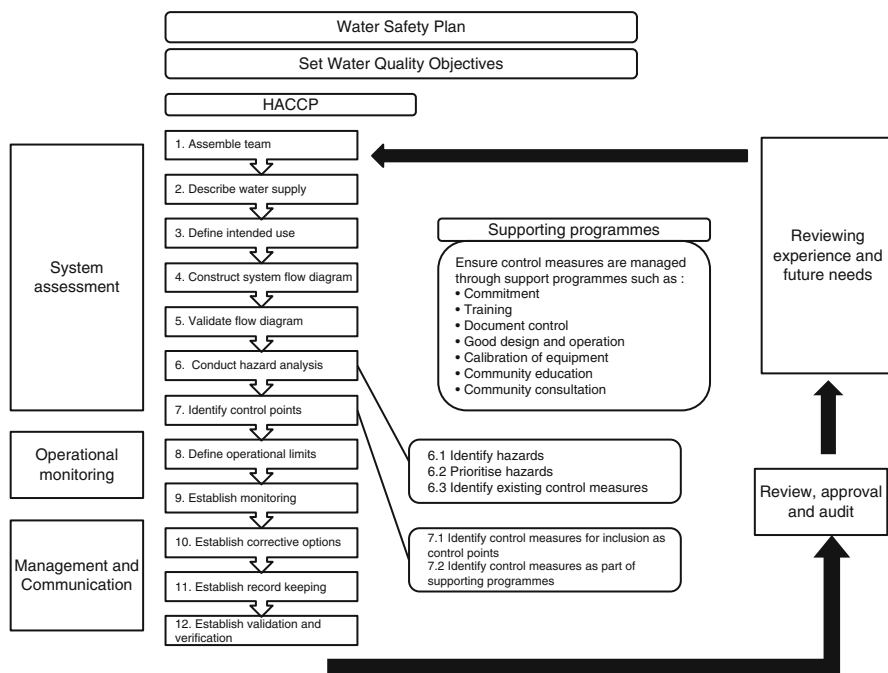 Water Safety Plan
Set Water Quality Objectives
HACCP
System
assessment
Operational
monitoring
Management and
Communication
1. Assemble team
2. Describe water supply
3. Define intended use
4. Construct system flow diagram
5. Validate flow diagram
6. Conduct hazard analysis
7. Identify control points
8. Define operational limits
9. Establish monitoring
10. Establish corrective options
11. Establish record keeping
12. Establish validation and
verification
Supporting programmes
Ensure control measures are managed
through support programmes such as :
• Commitment
• Training
• Document control
• Good design and operation
• Calibration of equipment
• Community education
• Community consultation
6.1 Identify hazards
6.2 Prioritise hazards
6.3 Identify existing control measures
7.1 Identify control measures for inclusion as
control points
7.2 Identify control measures as part of
supporting programmes
Reviewing
experience and
future needs
Review, approval
and audit